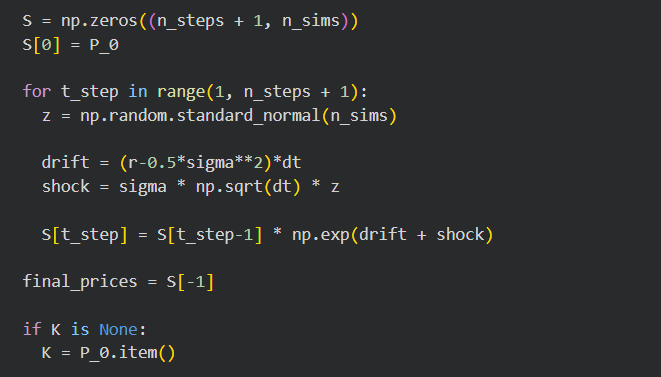 S = np.zeros((n_steps + 1, n_sims))
S[0] = P_0
for t_step in range(1, n_steps + 1):
z = np.random.standard_normal(n_sims)
drift = (r-0.5*sigma**2)*dt
shock = sigma * np.sqrt(dt) * z
S[t_step] = S[t_step-1] * np.exp(drift + shock)
final_prices = S[-1]
if K is None:
K = P_0.item()